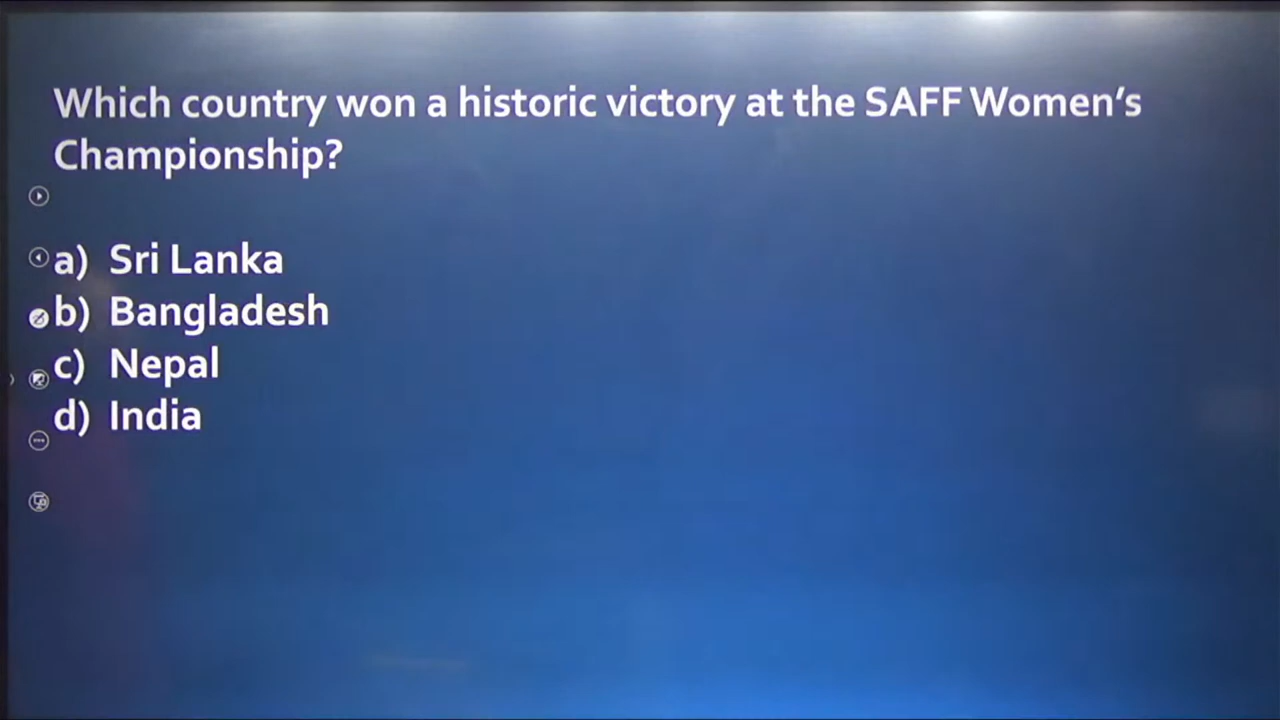 Which country won a historic victory at the SAFF Women’s
Championship?
a) Sri Lanka
b) Bangladesh
c) Nepal
d) India